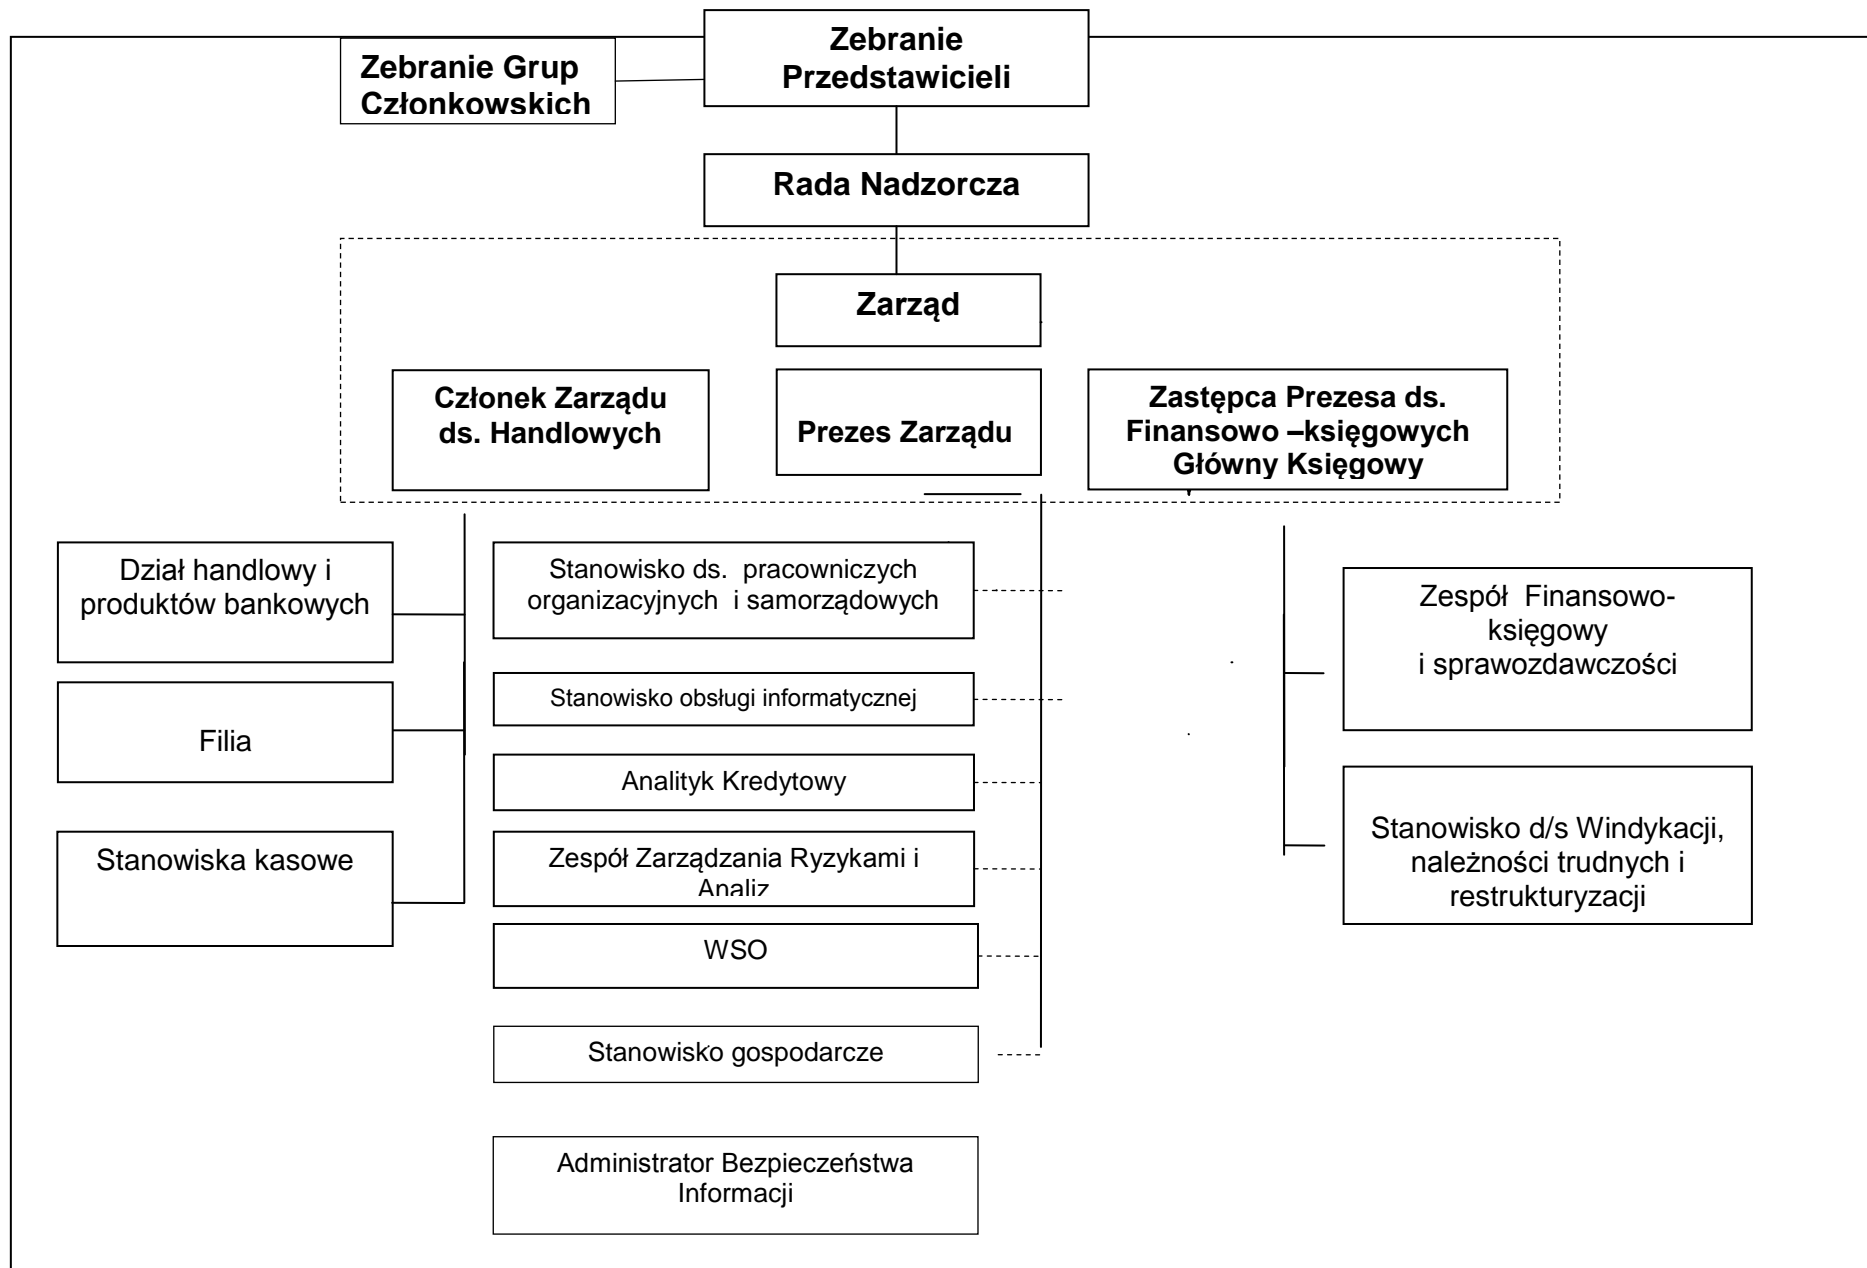 Zebranie
Przedstawicieli
Zebranie Grup
Członkowskich
Rada Nadzorcza
Zarząd
Członek Zarządu
ds. Handlowych
Prezes Zarządu
Zastępca Prezesa ds.
Finansowo –księgowych
Główny Księgowy
Dział handlowy i
produktów bankowych
Filia
Stanowiska kasowe
Stanowisko ds. pracowniczych
organizacyjnych i samorządowych
Stanowisko obsługi informatycznej
Analityk Kredytowy
Zespół Zarządzania Ryzykami i
Analiz
WSO
Stanowisko gospodarcze
Administrator Bezpieczeństwa
Informacji
Zespół Finansowo-
księgowy
i sprawozdawczości
Stanowisko d/s Windykacji,
należności trudnych i
restrukturyzacji